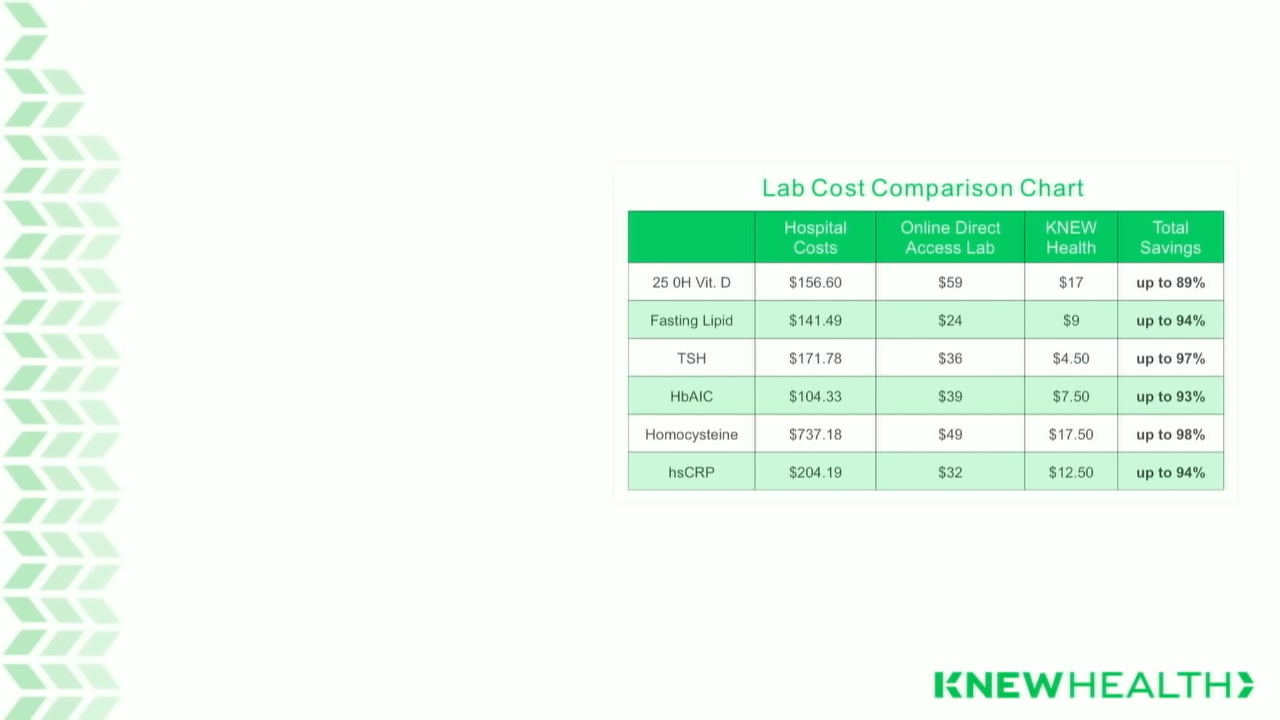 Lab Cost Comparison Chart
Hospital Costs Online Direct Access Lab KNEW Health Total Savings
25 0H Vit. D $156.60 $59 $17 up to 89%
Fasting Lipid $141.49 $24 $9 up to 94%
TSH $171.78 $36 $4.50 up to 97%
HbAIC $104.33 $39 $7.50 up to 93%
Homocysteine $737.18 $49 $17.50 up to 98%
hsCRP $204.19 $32 $12.50 up to 94%
KNEWHEALTH